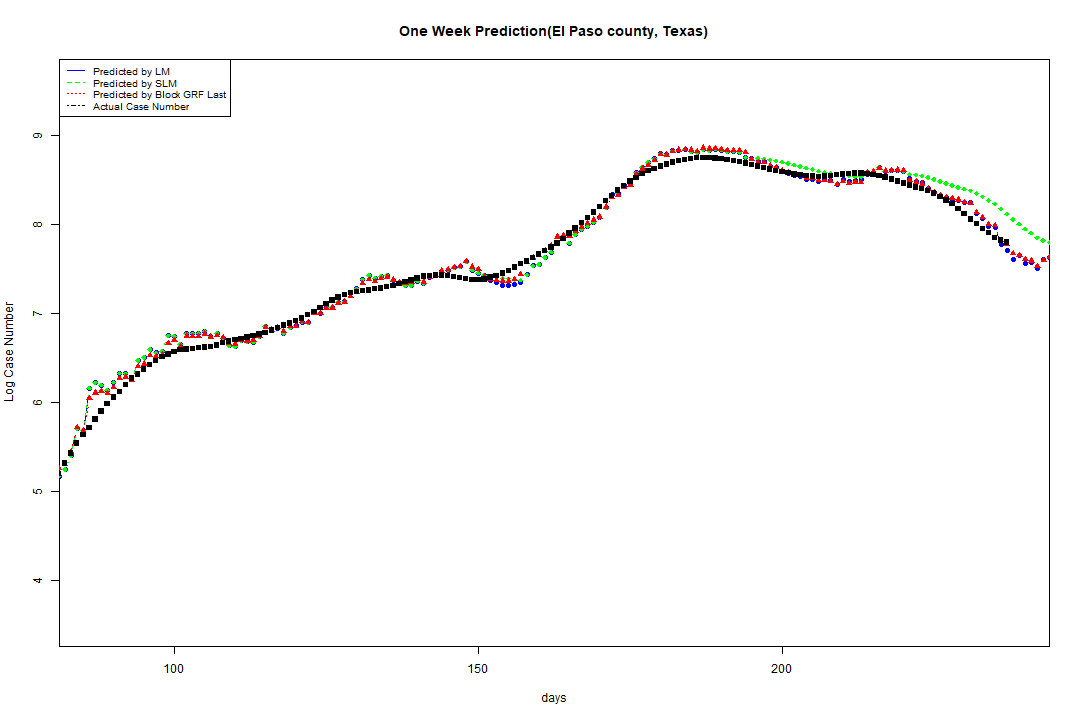 One Week Prediction(El Paso county, Texas)
Predicted by LM
Predicted by SLM
Predicted by Block GRF Last
Actual Case Number
9
8
7
6
5
4
Log Case Number
100 150 200
days